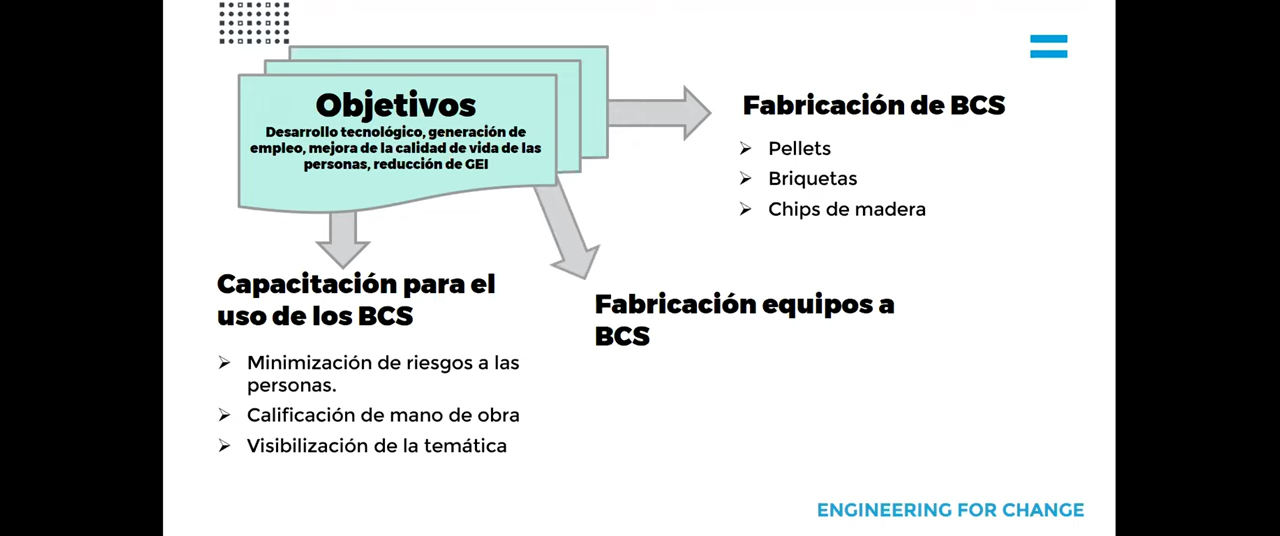 Objetivos
Desarrollo tecnológico, generación de
empleo, mejora de la calidad de vida de las
personas, reducción de GEI
Fabricación de BCS
Pellets
Briquetas
Chips de madera
Capacitación para el
uso de los BCS
Minimización de riesgos a las
personas.
Calificación de mano de obra
Visibilización de la temática
Fabricación equipos a
BCS
ENGINEERING FOR CHANGE